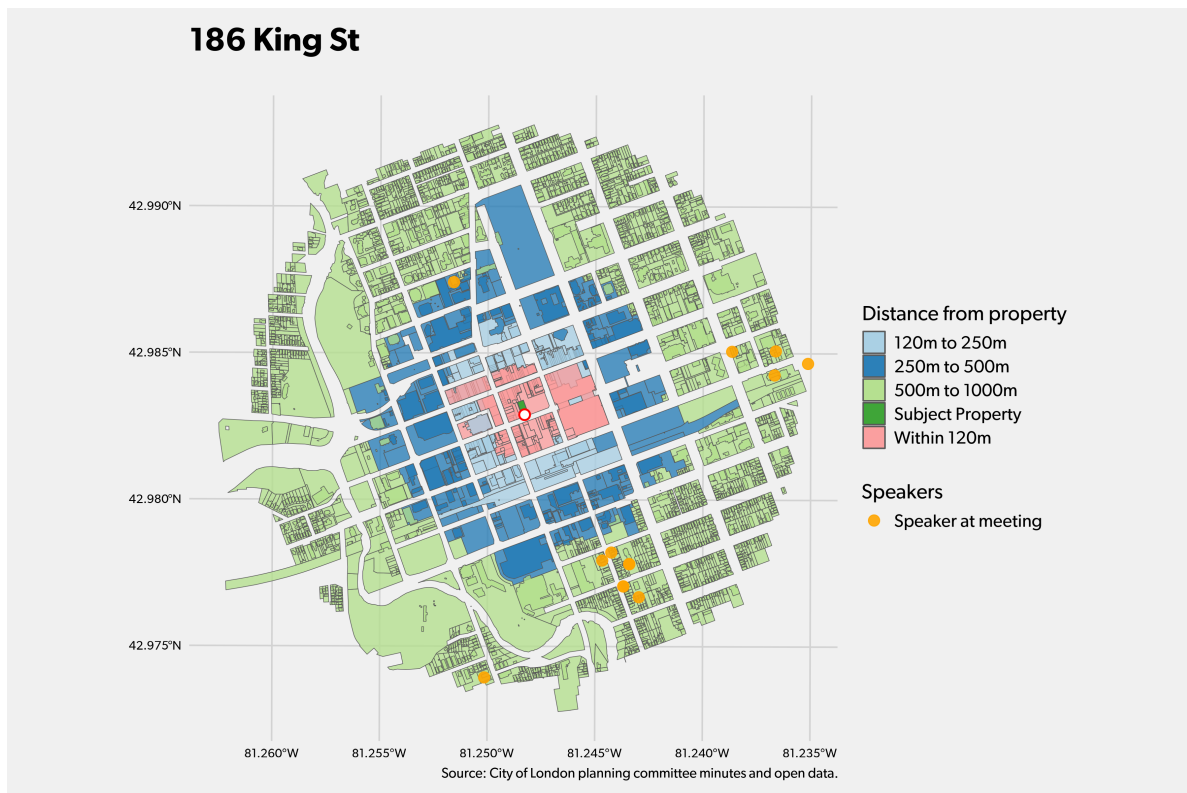 186 King St
42.990°N
42.985°N
42.980°N
42.975°N
81.260°W
81.255°W
81.250°W
81.245°W
81.240°W
81.235°W
Distance from property
120m to 250m
250m to 500m
500m to 1000m
Subject Property
Within 120m
Speakers
Speaker at meeting
Source: City of London planning committee minutes and open data.